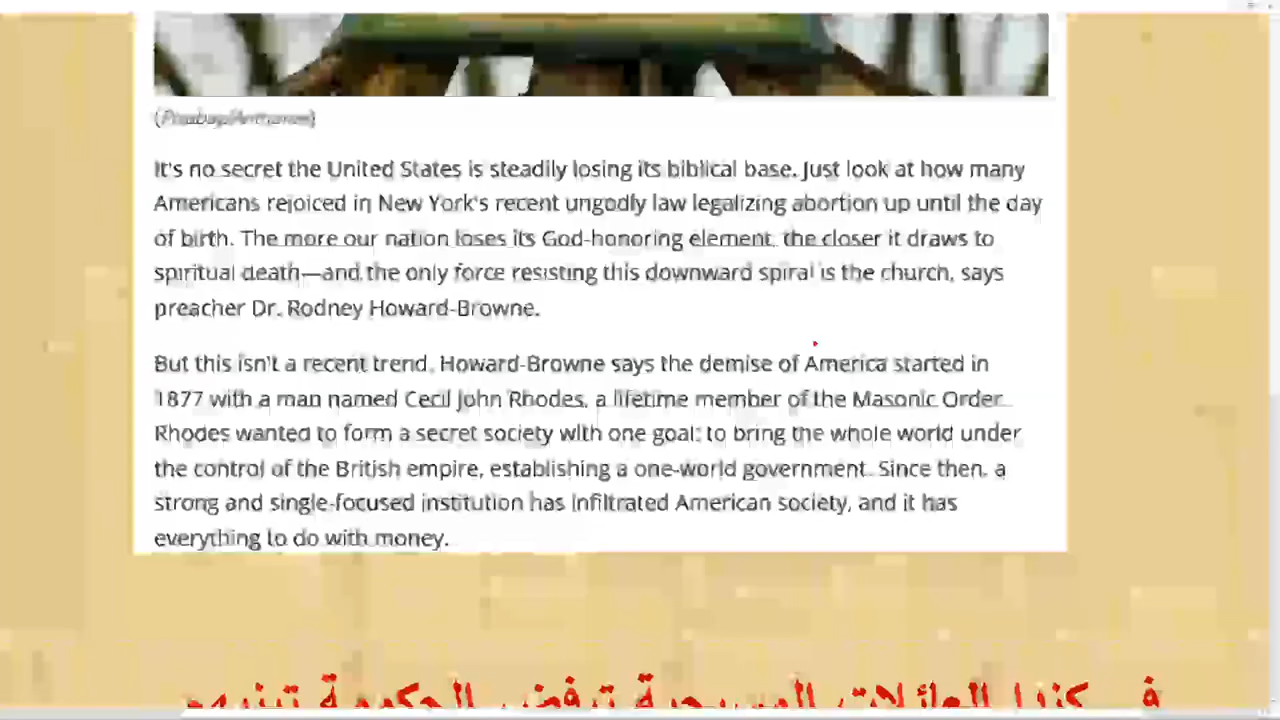 It's no secret the United States is steadily losing its biblical base. Just look at how many
Americans rejoiced in New York's recent ungodly law legalizing abortion up until the day
of birth. The more our nation loses its God-honoring element, the closer it draws to
spiritual death—and the only force resisting this downward spiral is the church, says
preacher Dr. Rodney Howard-Browne.
But this isn't a recent trend. Howard-Browne says the demise of America started in
1877 with a man named Cecil John Rhodes, a lifetime member of the Masonic Order.
Rhodes wanted to form a secret society with one goal: to bring the whole world under
the control of the British empire, establishing a one-world government. Since then, a
strong and single-focused institution has infiltrated American society, and it has
everything to do with money.
في كندا العائلات المسيحية ترفض الحكومة